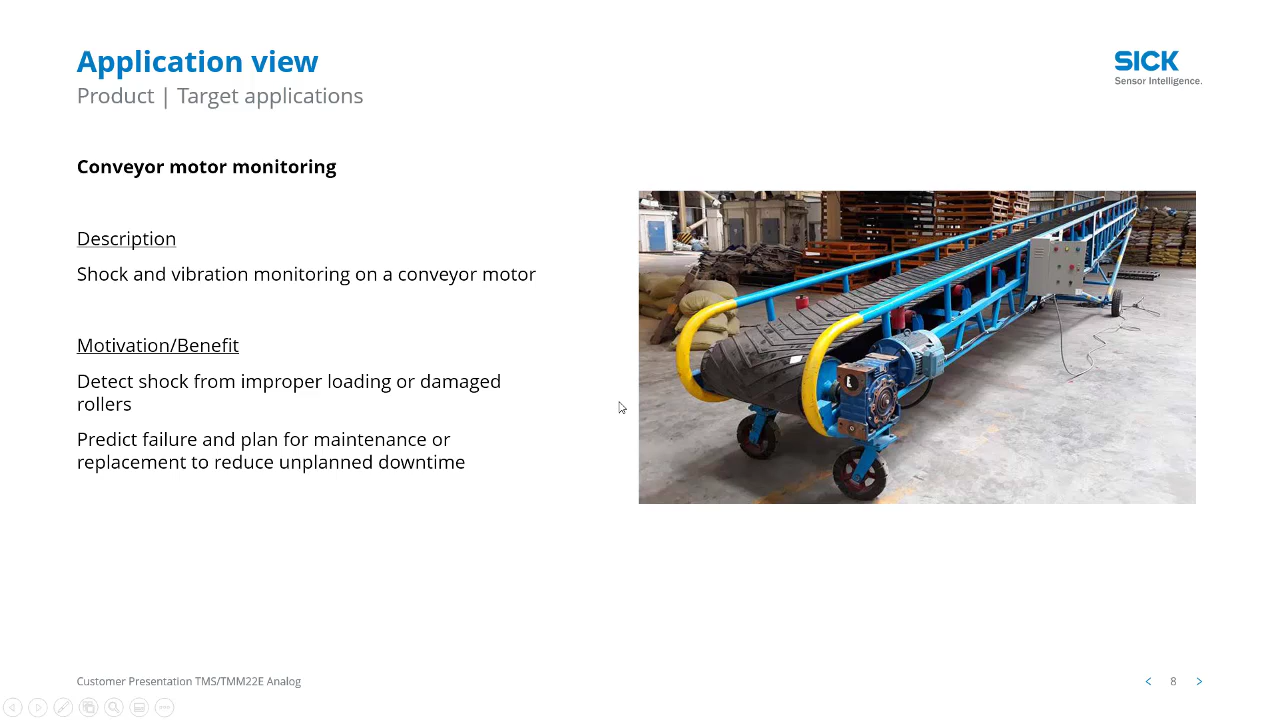 Application view
Product | Target applications
SICK
Sensor Intelligence.
Conveyor motor monitoring
Description
Shock and vibration monitoring on a conveyor motor
Motivation/Benefit
Detect shock from improper loading or damaged
rollers
Predict failure and plan for maintenance or
replacement to reduce unplanned downtime
Customer Presentation TMS/TMM22E Analog
8